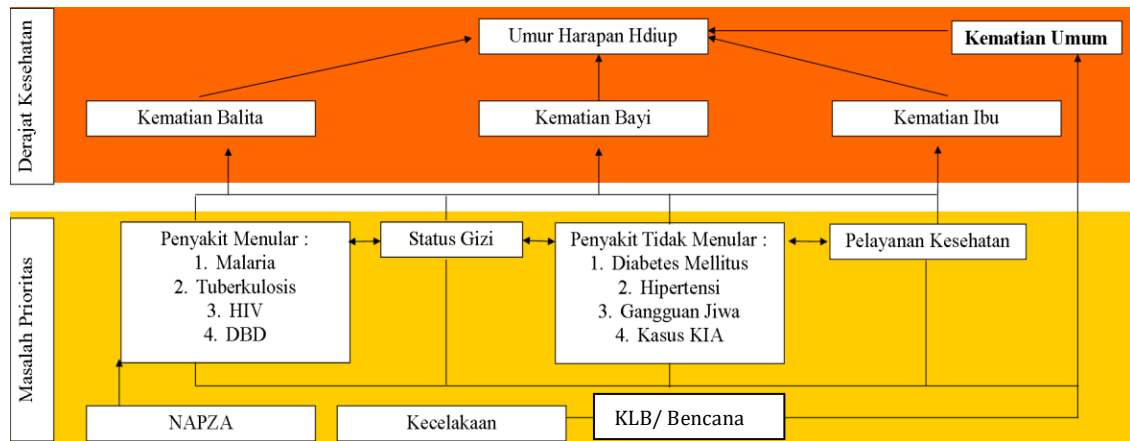 Derajat Kesehatan
Umur Harapan Hdiup
Kematian Umum
Kematian Balita
Kematian Bayi
Kematian Ibu
Masalah Prioritas
Penyakit Menular :
1. Malaria
2. Tuberkulosis
3. HIV
4. DBD
Status Gizi
Penyakit Tidak Menular :
1. Diabetes Mellitus
2. Hipertensi
3. Gangguan Jiwa
4. Kasus KIA
Pelayanan Kesehatan
NAPZA
Kecelakaan
KLB/ Bencana